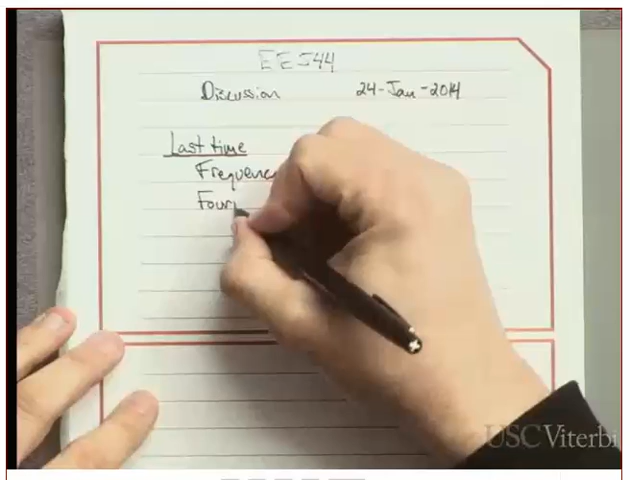 EE 544
Discussion 24-Jan-2014
Last time
Frequenc
Four
USC Viterbi